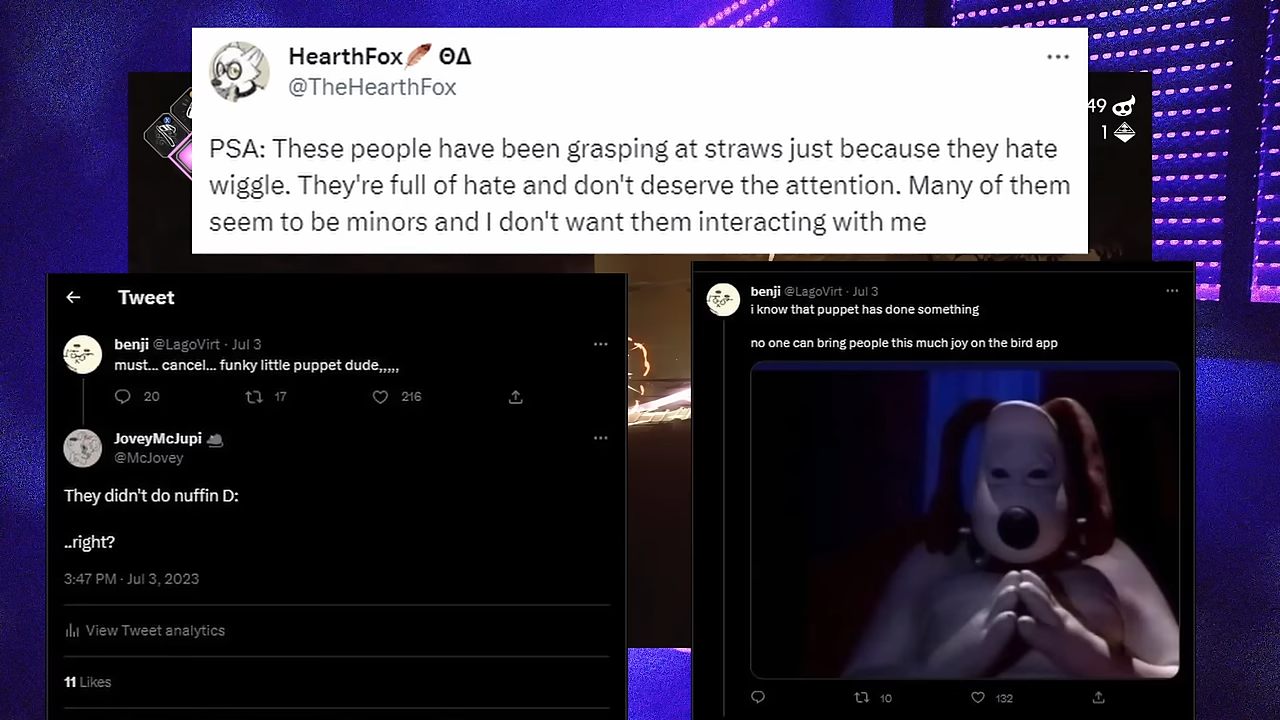 HearthFox🪶 ΘΔ
@TheHearthFox
PSA: These people have been grasping at straws just because they hate
wiggle. They're full of hate and don't deserve the attention. Many of them
seem to be minors and I don't want them interacting with me
49
1
Tweet
benji @LagoVirt · Jul 3
must... cancel... funky little puppet dude,,,,,
20 17 216
JoveyMcJupi
@McJovey
They didn't do nuffin D:
..right?
3:47 PM · Jul 3, 2023
View Tweet analytics
11 Likes
benji @LagoVirt · Jul 3
i know that puppet has done something
no one can bring people this much joy on the bird app
10 132